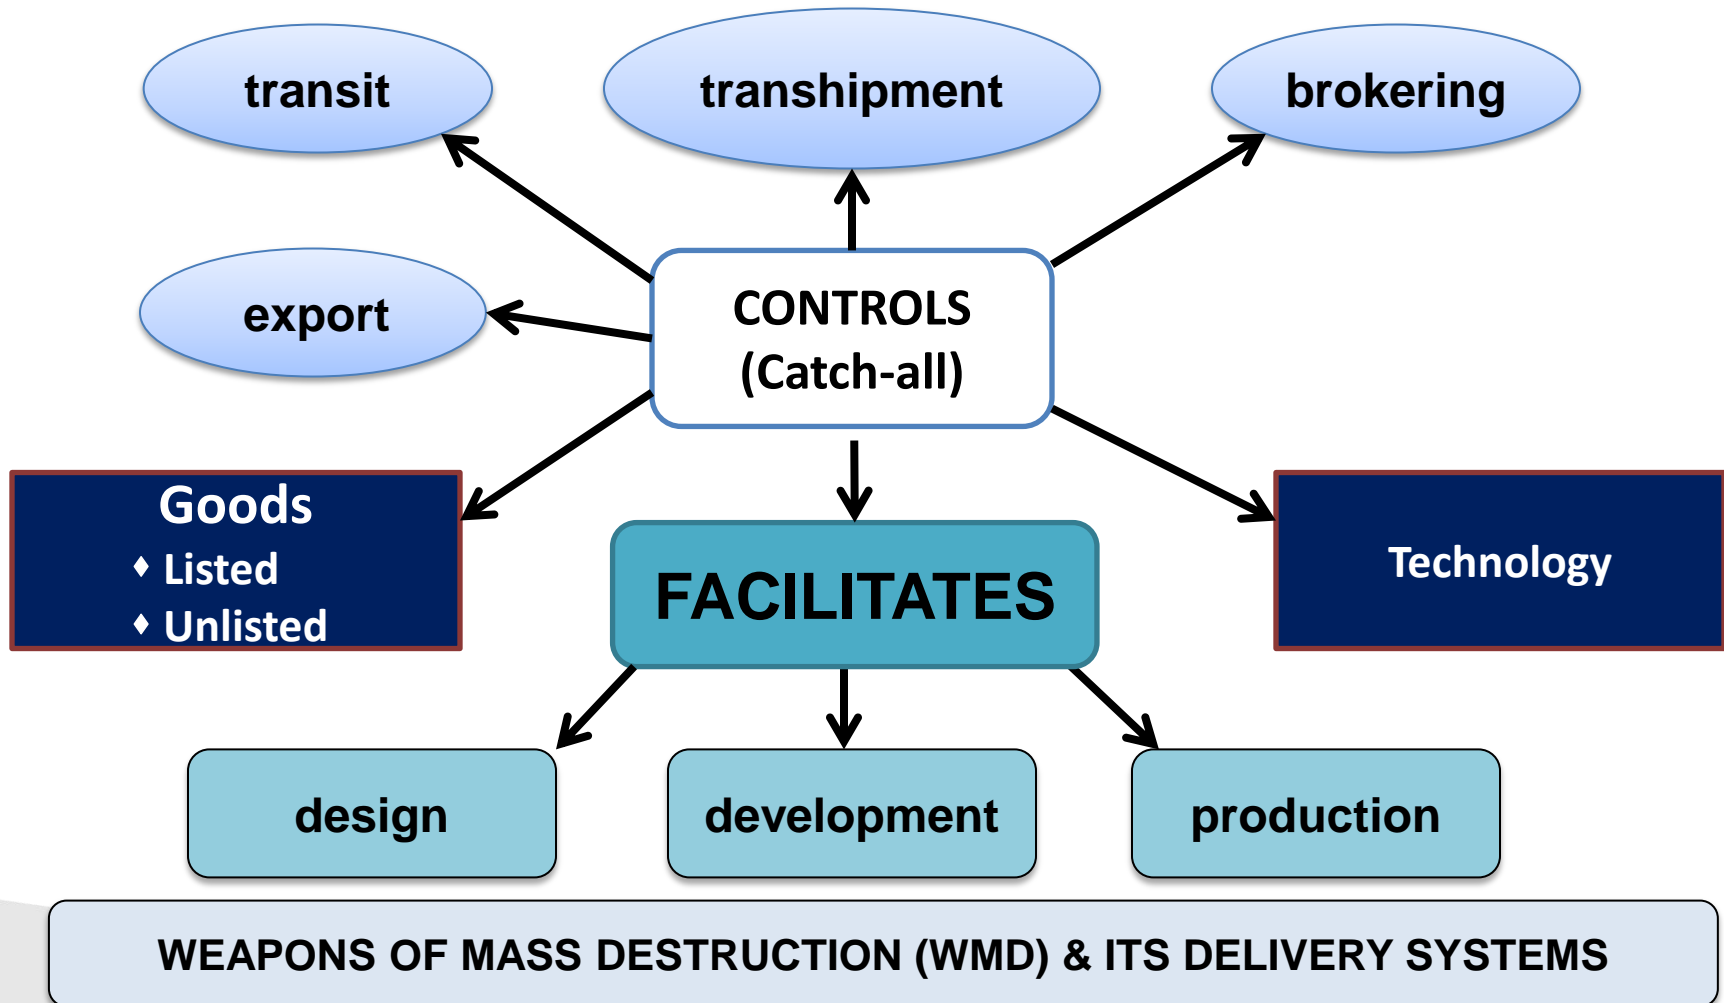 transit
transhipment
brokering
export
CONTROLS
(Catch-all)
Goods
♦ Listed
♦ Unlisted
Technology
FACILITATES
design
development
production
WEAPONS OF MASS DESTRUCTION (WMD) & ITS DELIVERY SYSTEMS